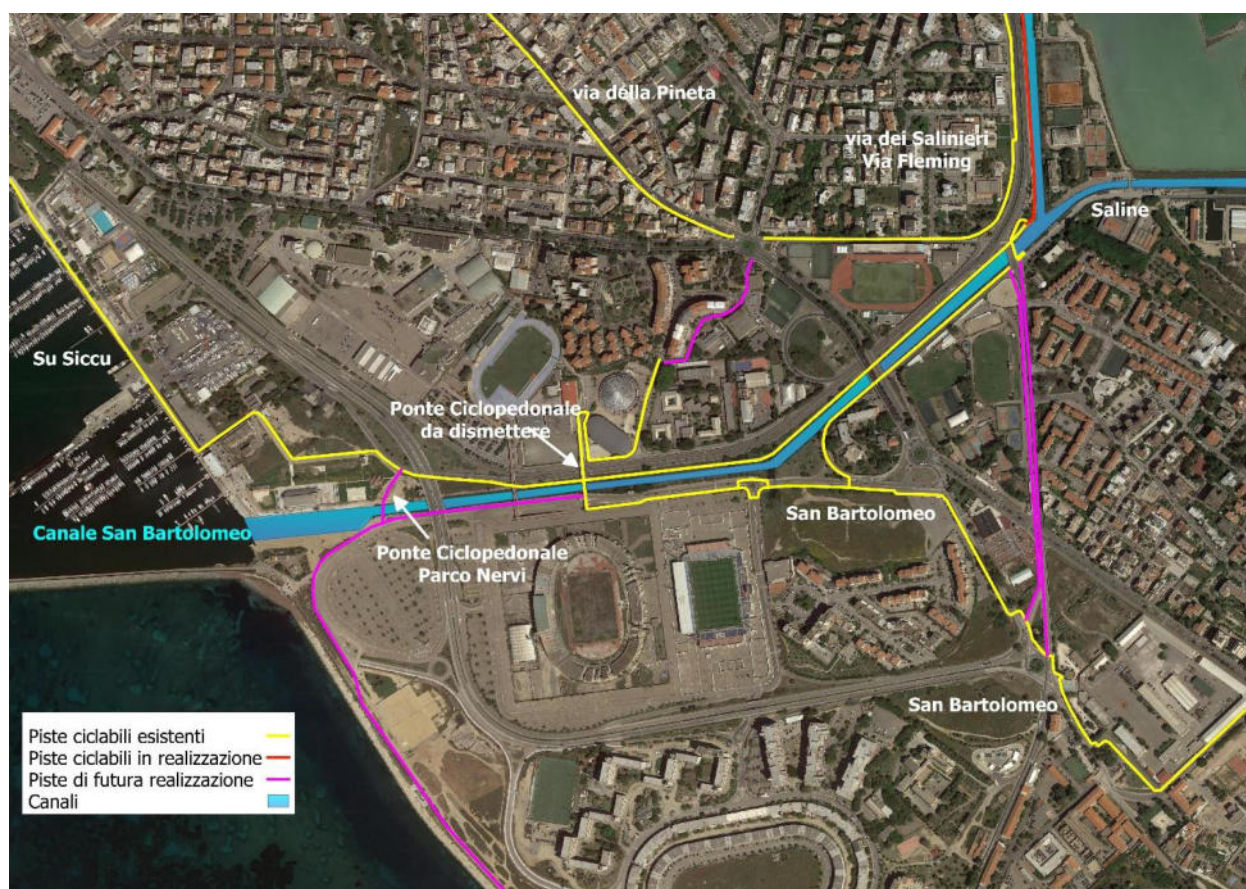 via della Pineta
via dei Salinieri
Via Fleming
Saline
Su Siccu
Ponte Ciclopedonale
da dismettere
Canale San Bartolomeo
San Bartolomeo
Ponte Ciclopedonale
Parco Nervi
San Bartolomeo
Piste ciclabili esistenti
Piste ciclabili in realizzazione
Piste di futura realizzazione
Canali